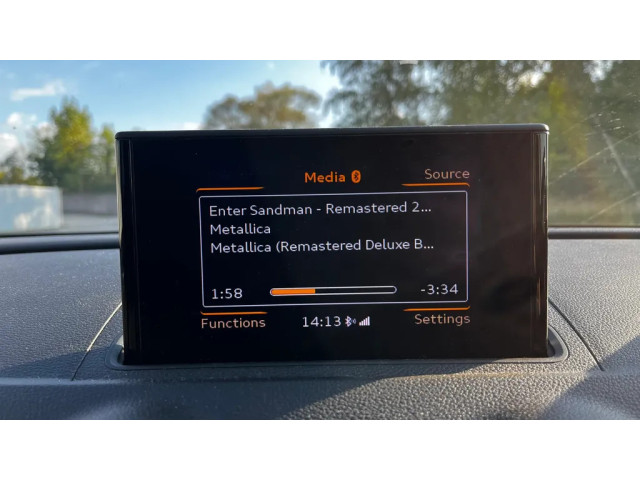 Media
Source
Enter Sandman - Remastered 2...
Metallica
Metallica (Remastered Deluxe B...
1:58 -3:34
Functions 14:13 Settings